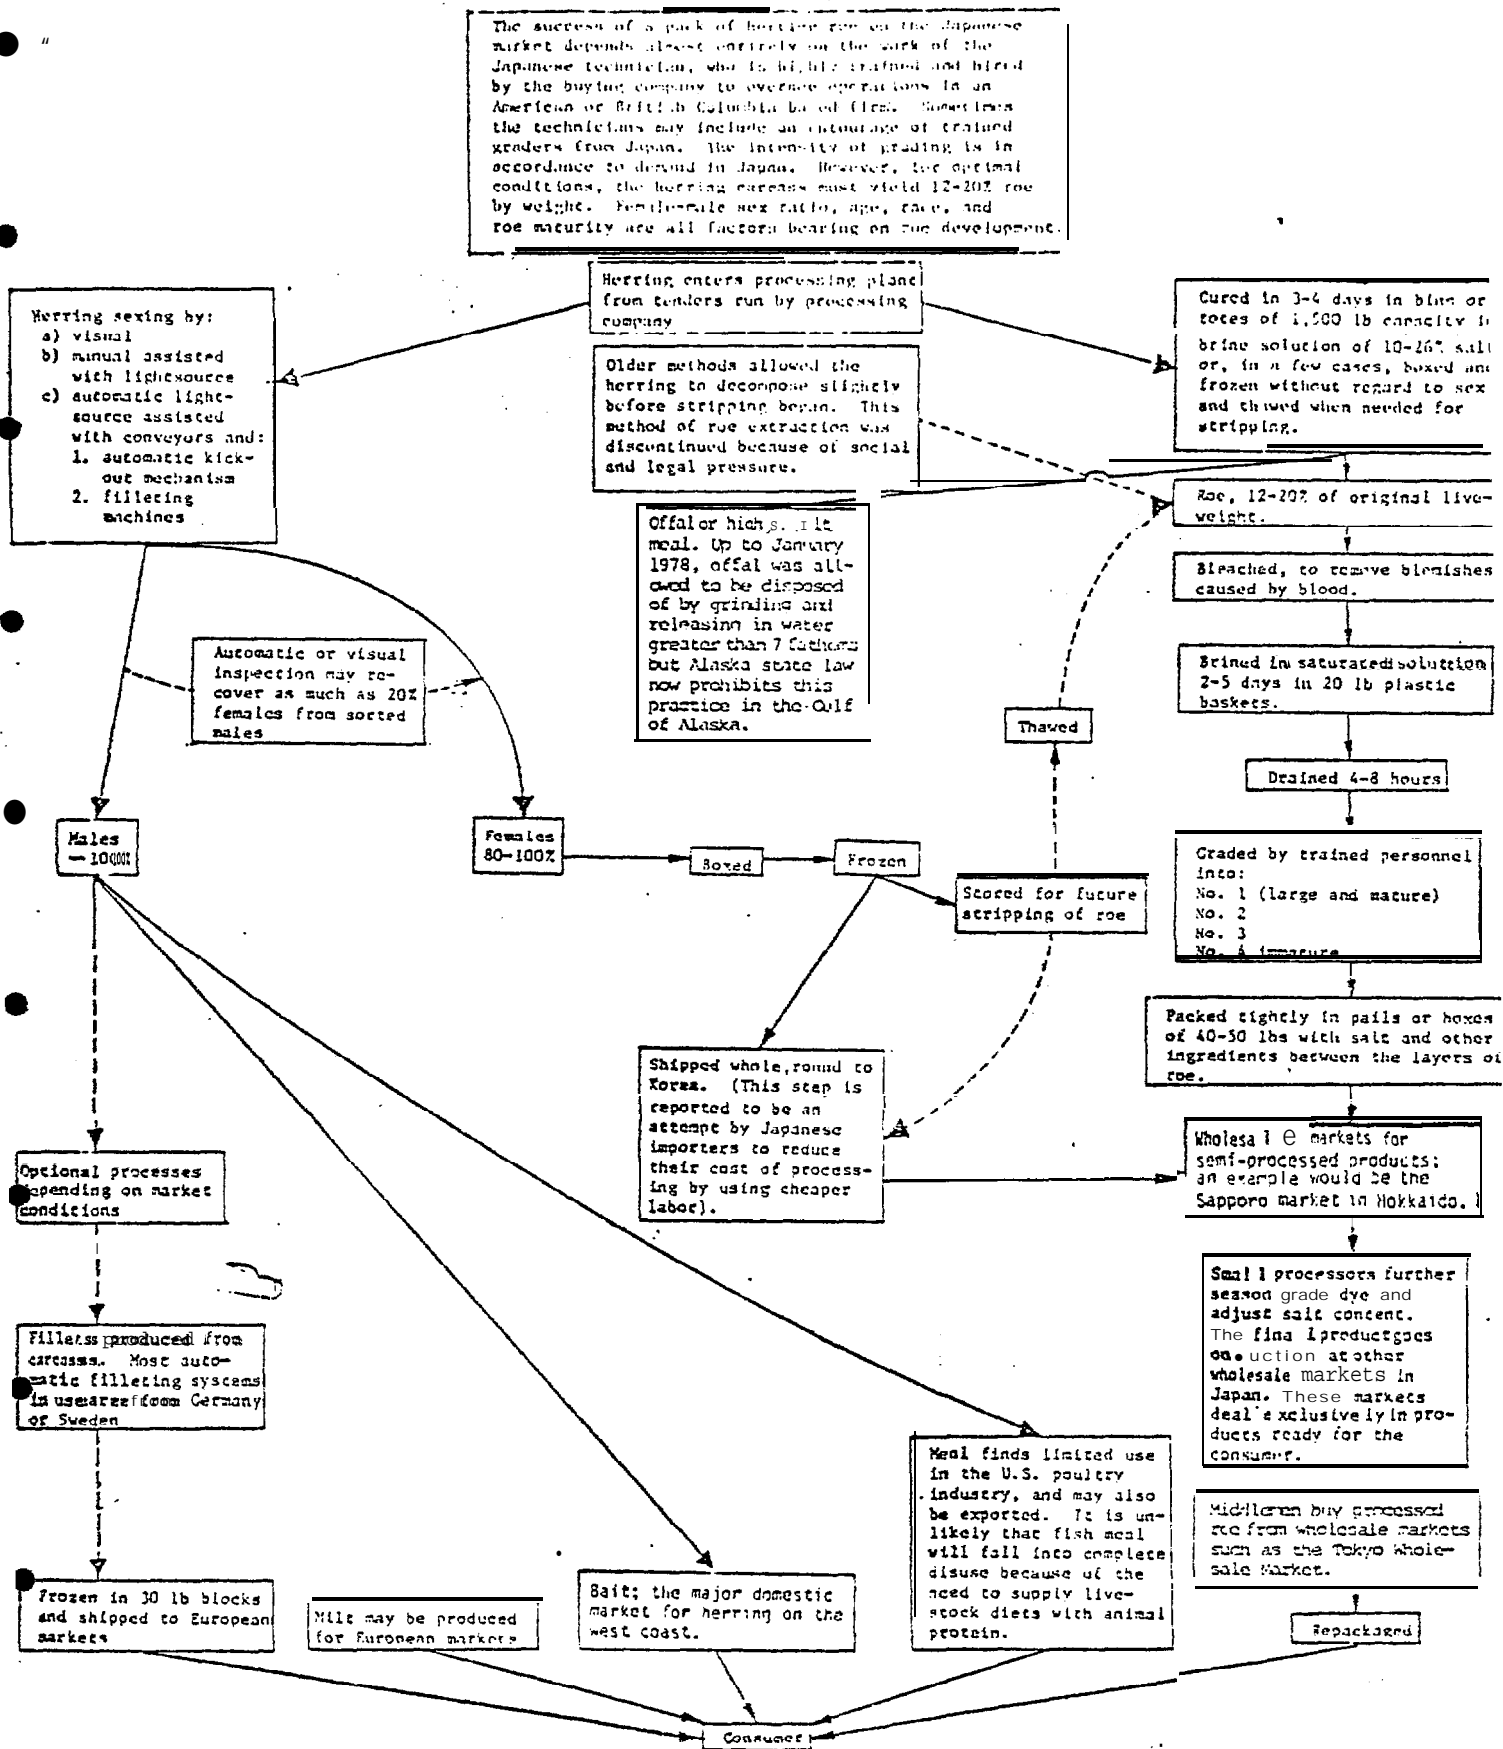 The success of a pack of herring roe on the Japanese
market depends almost entirely on the work of the
Japanese technician, who is highly trained and hired
by the buying company to oversee operations in an
American or British Columbia based firm. Sometimes
the technicians may include an entourage of trained
graders from Japan. The intensity of grading is in
accordance to demand in Japan. However, for optimal
conditions, the herring carcass must yield 12-20% roe
by weight. Female-male sex ratio, age, race, and
roe maturity are all factors bearing on roe development.
Herring enters processing plant
from tenders run by processing
company
Herring sexing by:
a) visual
b) manual assisted
with lightsource
c) automatic light-
source assisted
with conveyors and:
1. automatic kick-
out mechanism
2. filleting
machines
Older methods allowed the
herring to decompose slightly
before stripping began. This
method of roe extraction was
discontinued because of social
and legal pressure.
Cured in 3-4 days in bins or
totes of 1,500 lb capacity in
brine solution of 10-26% salt
or, in a few cases, boxed and
frozen without regard to sex
and thawed when needed for
stripping.
Offal or
meal. Up to January
1978, offal was all-
owed to be disposed
of by grinding and
releasing in water
greater than 7 fathoms
but Alaska state law
now prohibits this
practice in the Gulf
of Alaska.
Roe, 12-20% of original live-
weight.
Bleached, to remove blemishes
caused by blood.
Brined in saturated solution
2-5 days in 20 lb plastic
baskets.
Drained 4-8 hours
Automatic or visual
inspection may re-
cover as much as 20%
females from sorted
males
Thawed
Males
Females
80-100%
Boxed
Frozen
Stored for future
stripping of roe
Graded by trained personnel
into:
No. 1 (large and mature)
No. 2
No. 3
No. 4 immature
Packed tightly in pails or boxes
of 40-50 lbs with salt and other
ingredients between the layers of
roe.
Shipped whole, round to
Korea. (This step is
reported to be an
attempt by Japanese
importers to reduce
their cost of process-
ing by using cheaper
labor).
Wholesale markets for
semi-processed products;
an example would be the
Sapporo market in Hokkaido.
Optional processes
depending on market
conditions
Small processors further
season grade dye and
adjust salt content.
The final product goes
on uction at other
wholesale markets in
Japan. These markets
deal exclusively in pro-
ducts ready for the
consumer.
Fillets produced from
carcasss. Most auto-
matic filleting systems
in use are from Germany
or Sweden
Meal finds limited use
in the U.S. poultry
industry, and may also
be exported. It is un-
likely that fish meal
will fall into complete
disuse because of the
need to supply live-
stock diets with animal
protein.
Middlemen buy processed
roe from wholesale markets
such as the Tokyo Whole-
sale Market.
Frozen in 30 lb blocks
and shipped to European
markets
Milt may be produced
for European markets
Bait; the major domestic
market for herring on the
west coast.
Repackaged
Consumer